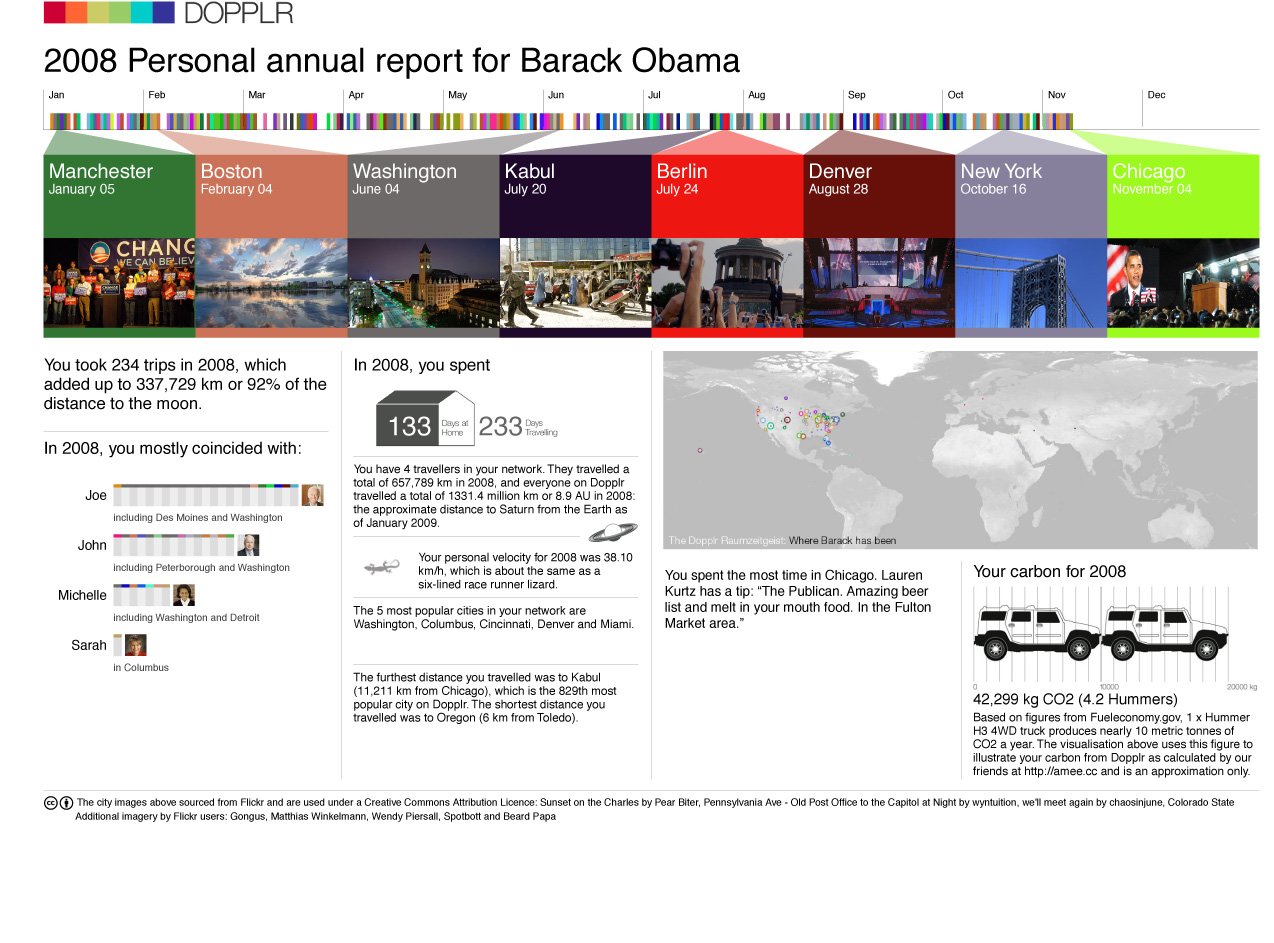 DOPPLR
2008 Personal annual report for Barack Obama
Jan Feb Mar Apr May Jun Jul Aug Sep Oct Nov Dec
Manchester
January 05
Boston
February 04
Washington
June 04
Kabul
July 20
Berlin
July 24
Denver
August 28
New York
October 16
Chicago
November 04
CHANG
WE CAN BELIEV
You took 234 trips in 2008, which
added up to 337,729 km or 92% of the
distance to the moon.
In 2008, you mostly coincided with:
Joe
including Des Moines and Washington
John
including Peterborough and Washington
Michelle
including Washington and Detroit
Sarah
in Columbus
In 2008, you spent
133 Days at Home
233 Days Travelling
You have 4 travellers in your network. They travelled a
total of 657,789 km in 2008, and everyone on Dopplr
travelled a total of 1331.4 million km or 8.9 AU in 2008:
the approximate distance to Saturn from the Earth as
of January 2009.
Your personal velocity for 2008 was 38.10
km/h, which is about the same as a
six-lined race runner lizard.
The 5 most popular cities in your network are
Washington, Columbus, Cincinnati, Denver and Miami.
The furthest distance you travelled was to Kabul
(11,211 km from Chicago), which is the 829th most
popular city on Dopplr. The shortest distance you
travelled was to Oregon (6 km from Toledo).
The Dopplr Raumzeitgeist: Where Barack has been
You spent the most time in Chicago. Lauren
Kurtz has a tip: “The Publican. Amazing beer
list and melt in your mouth food. In the Fulton
Market area.”
Your carbon for 2008
0 10000 20000 kg
42,299 kg CO2 (4.2 Hummers)
Based on figures from Fueleconomy.gov, 1 x Hummer
H3 4WD truck produces nearly 10 metric tonnes of
CO2 a year. The visualisation above uses this figure to
illustrate your carbon from Dopplr as calculated by our
friends at http://amee.cc and is an approximation only.
cc The city images above sourced from Flickr and are used under a Creative Commons Attribution Licence: Sunset on the Charles by Pear Biter, Pennsylvania Ave - Old Post Office to the Capitol at Night by wyntuition, we'll meet again by chaosinjune, Colorado State
Additional imagery by Flickr users: Gongus, Matthias Winkelmann, Wendy Piersall, Spotbott and Beard Papa